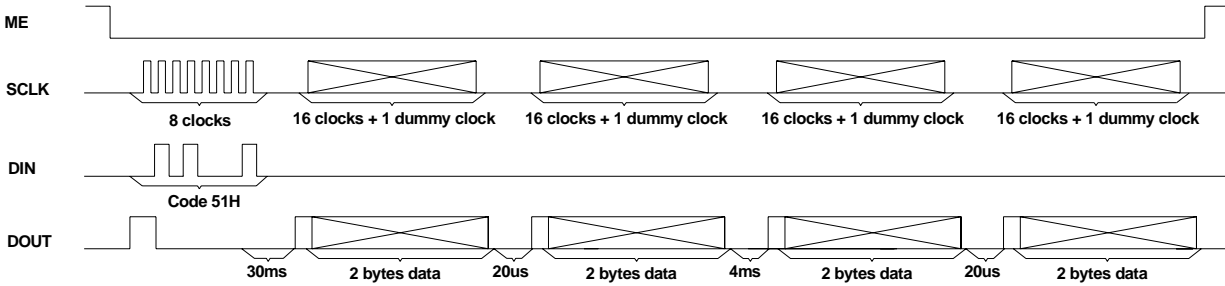 ME
SCLK
8 clocks
16 clocks + 1 dummy clock
16 clocks + 1 dummy clock
16 clocks + 1 dummy clock
16 clocks + 1 dummy clock
DIN
Code 51H
DOUT
30ms
2 bytes data
20us
2 bytes data
4ms
2 bytes data
20us
2 bytes data